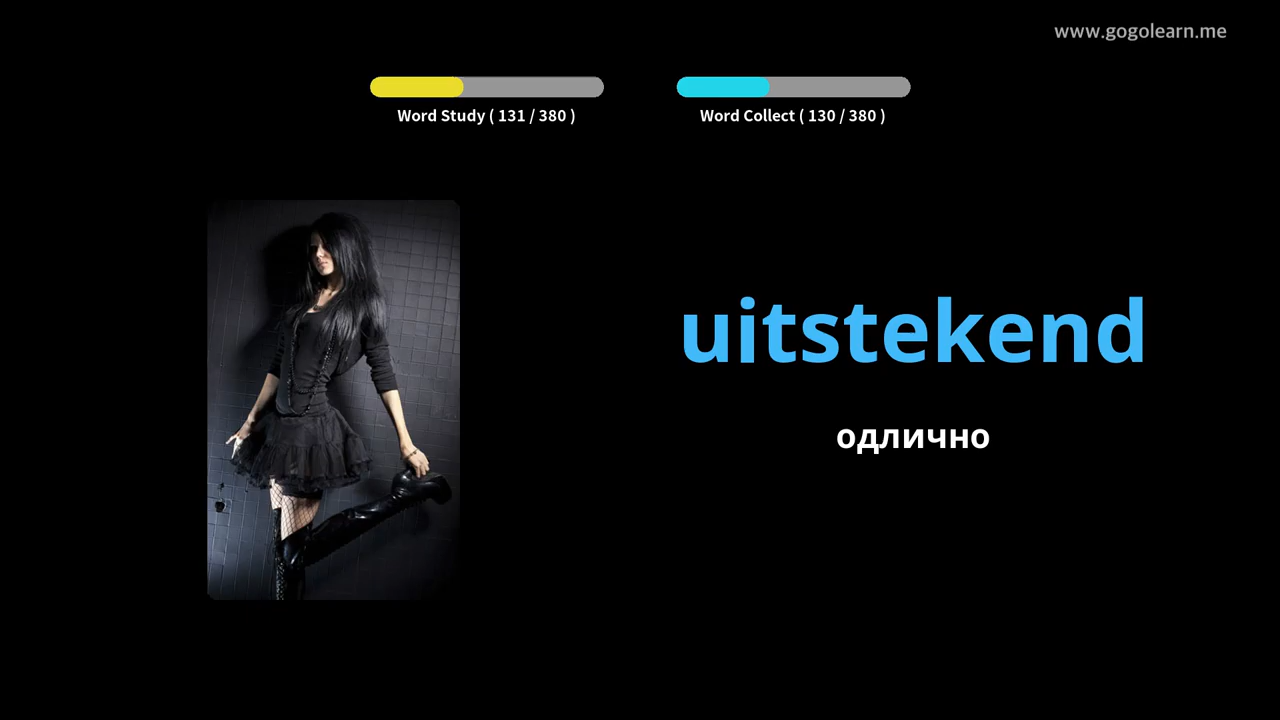 www.gogolearn.me
Word Study ( 131 / 380 )
Word Collect ( 130 / 380 )
uitstekend
одлично